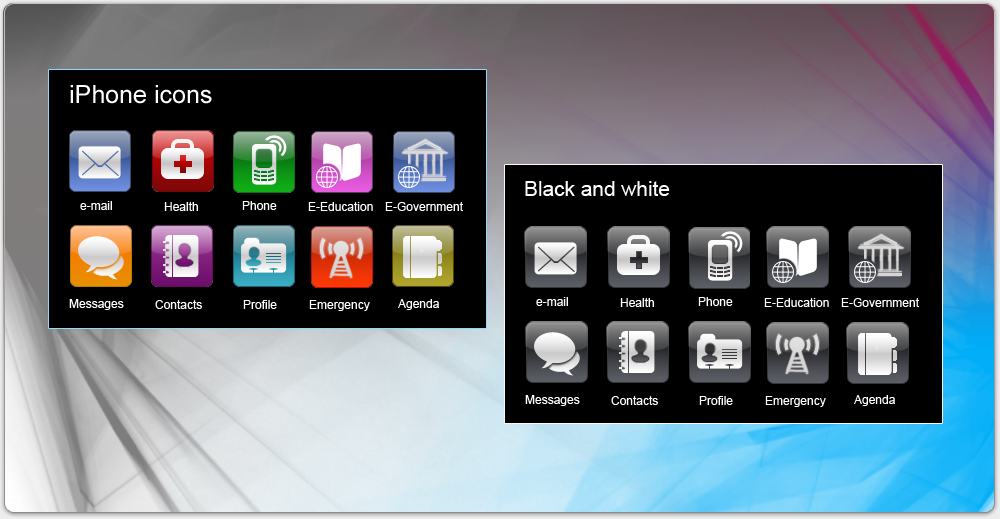 iPhone icons
e-mail Health Phone E-Education E-Government
Messages Contacts Profile Emergency Agenda
Black and white
e-mail Health Phone E-Education E-Government
Messages Contacts Profile Emergency Agenda